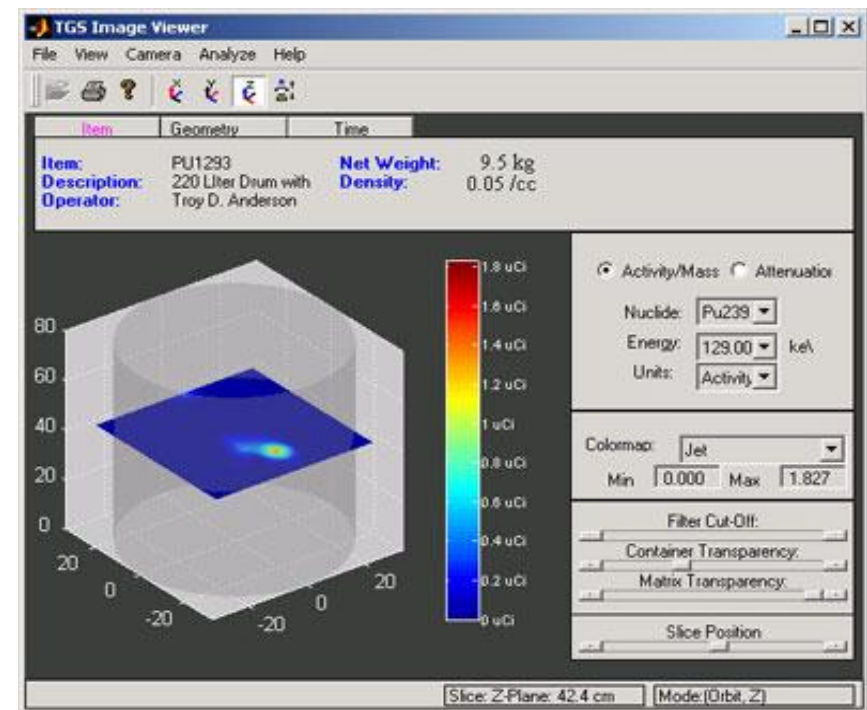 TGS Image Viewer
File View Camera Analyze Help
Item Geometry Time
Item: PU1293 Net Weight: 9.5 kg
Description: 220 LIter Drum with Density: 0.05 /cc
Operator: Troy D. Anderson
80
60
40
20
0
20
0
-20
-20
0
20
1.8 uCi
1.6 uCi
1.4 uCi
1.2 uCi
1 uCi
0.8 uCi
0.6 uCi
0.4 uCi
0.2 uCi
0 uCi
Activity/Mass Attenuation
Nuclide: Pu239
Energy: 129.00 keV
Units: Activity
Colormap: Jet
Min 0.000 Max 1.827
Filter Cut-Off:
Container Transparency:
Matrix Transparency:
Slice Position
Slice: Z-Plane: 42.4 cm Mode:(Orbit, Z)